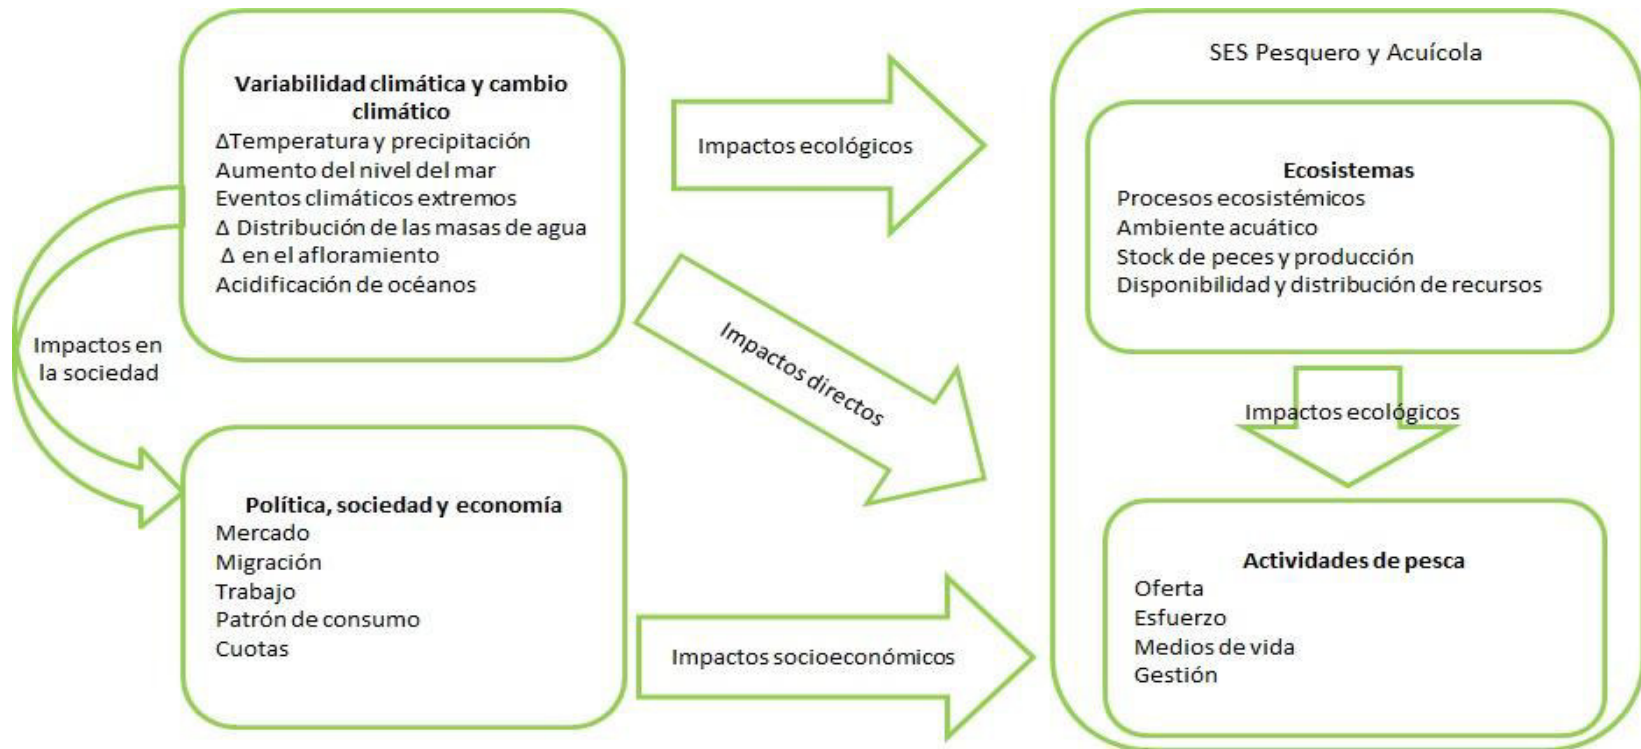 Variabilidad climática y cambio
climático
ΔTemperatura y precipitación
Aumento del nivel del mar
Eventos climáticos extremos
Δ Distribución de las masas de agua
Δ en el afloramiento
Acidificación de océanos
Impactos en
la sociedad
Política, sociedad y economía
Mercado
Migración
Trabajo
Patrón de consumo
Cuotas
Impactos ecológicos
Impactos directos
Impactos socioeconómicos
SES Pesquero y Acuícola
Ecosistemas
Procesos ecosistémicos
Ambiente acuático
Stock de peces y producción
Disponibilidad y distribución de recursos
Impactos ecológicos
Actividades de pesca
Oferta
Esfuerzo
Medios de vida
Gestión